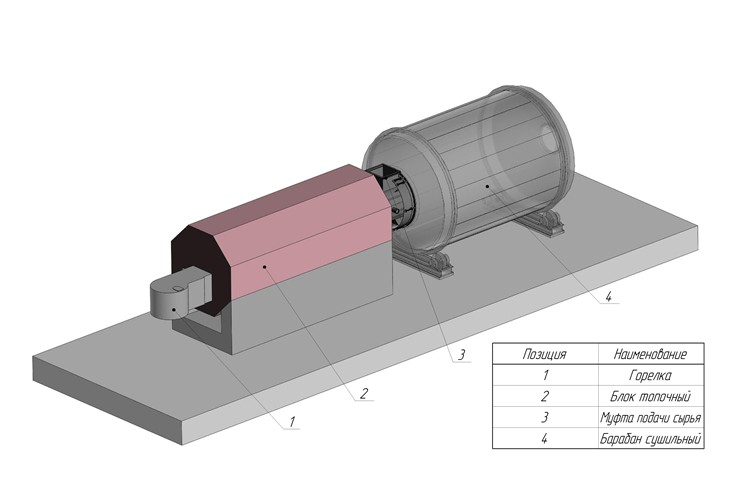 4
3
2
1
Позиция Наименование
1 Горелка
2 Блок топочный
3 Муфта подачи сырья
4 Барабан сушильный